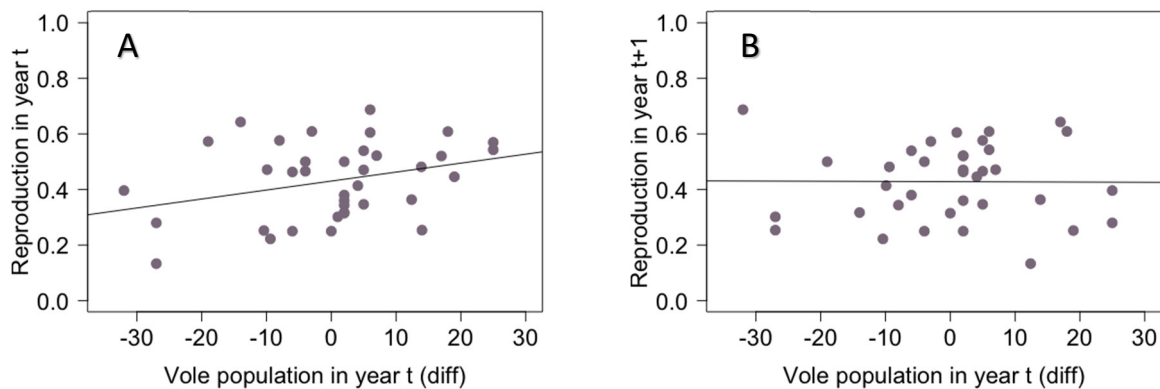 A
Reproduction in year t
1.0
0.8
0.6
0.4
0.2
0.0
-30 -20 -10 0 10 20 30
Vole population in year t (diff)
B
Reproduction in year t+1
1.0
0.8
0.6
0.4
0.2
0.0
-30 -20 -10 0 10 20 30
Vole population in year t (diff)